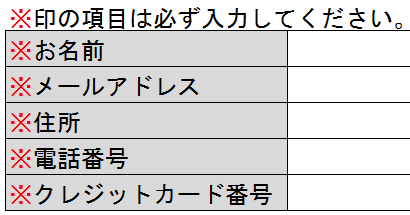 ※印の項目は必ず入力してください。
※お名前
※メールアドレス
※住所
※電話番号
※クレジットカード番号